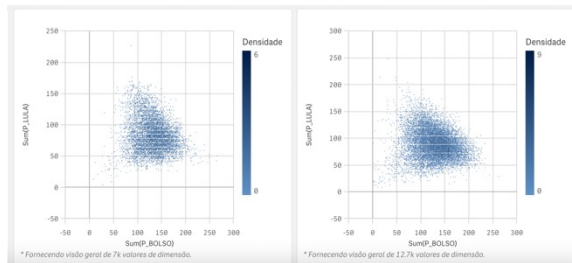 250
200
150
100
50
0
-50
Sum(P_LULA)
-50 0 50 100 150 200 250 300
Sum(P_BOLSO)
Densidade
6
0
* Fornecendo visão geral de 7k valores de dimensão.
300
250
200
150
100
50
0
-50
Sum(P_LULA)
-50 0 50 100 150 200 250 300
Sum(P_BOLSO)
Densidade
9
0
* Fornecendo visão geral de 12.7k valores de dimensão.